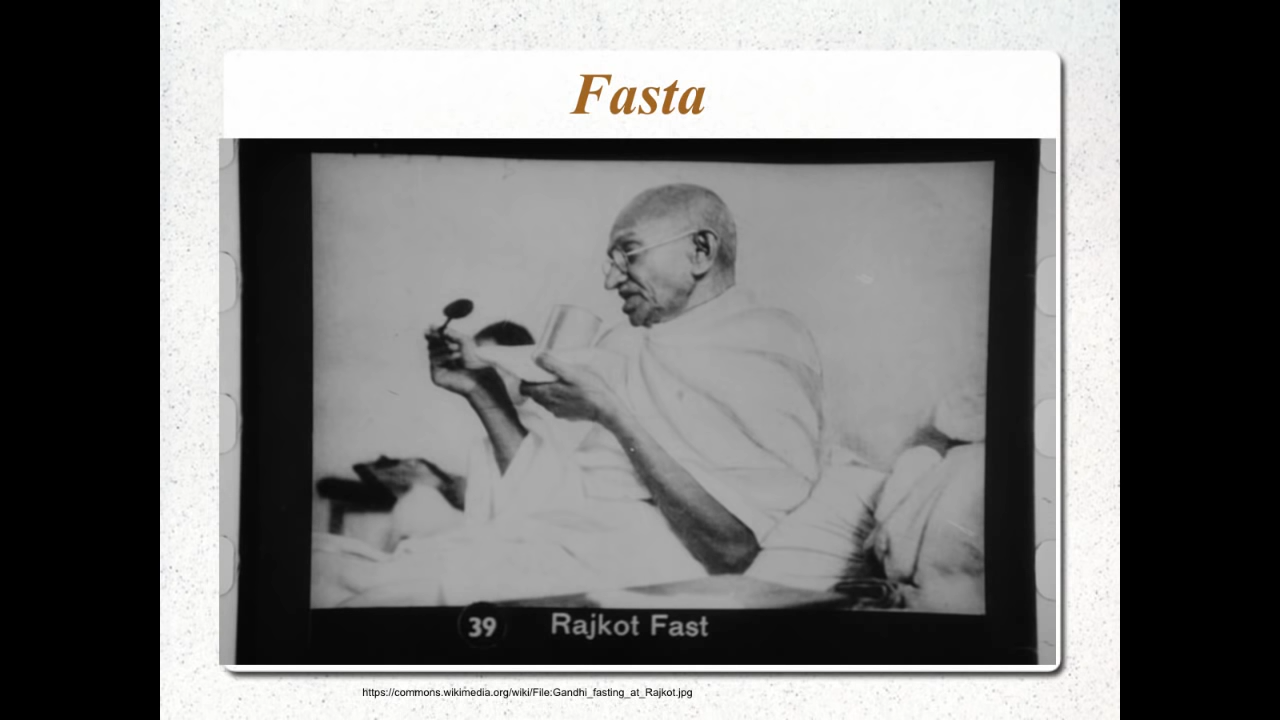 Fasta
39 Rajkot Fast
https://commons.wikimedia.org/wiki/File:Gandhi_fasting_at_Rajkot.jpg